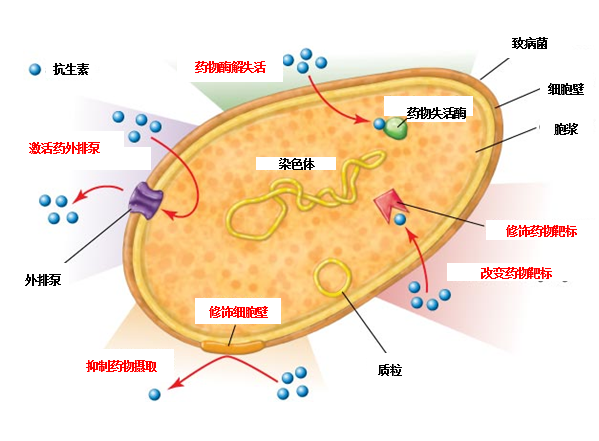 致病菌
药物酶解失活
抗生素
细胞壁
药物失活酶
胞浆
激活药外排泵
染色体
修饰药物靶标
改变药物靶标
外排泵
修饰细胞壁
抑制药物摄取
质粒